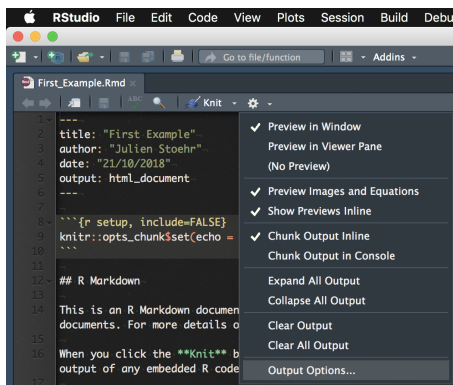 RStudio File Edit Code View Plots Session Build Debu
Go to file/function Addins
First_Example.Rmd
ABC Knit
1 ---
2 title: "First Example"
3 author: "Julien Stoehr"
4 date: "21/10/2018"
5 output: html_document
6 ---
7
8 ```{r setup, include=FALSE}
9 knitr::opts_chunk$set(echo =
10 ```
11
12 ## R Markdown
13
14 This is an R Markdown documen
documents. For more details o
15
16 When you click the **Knit** b
output of any embedded R code
17
Preview in Window
Preview in Viewer Pane
(No Preview)
Preview Images and Equations
Show Previews Inline
Chunk Output Inline
Chunk Output in Console
Expand All Output
Collapse All Output
Clear Output
Clear All Output
Output Options...